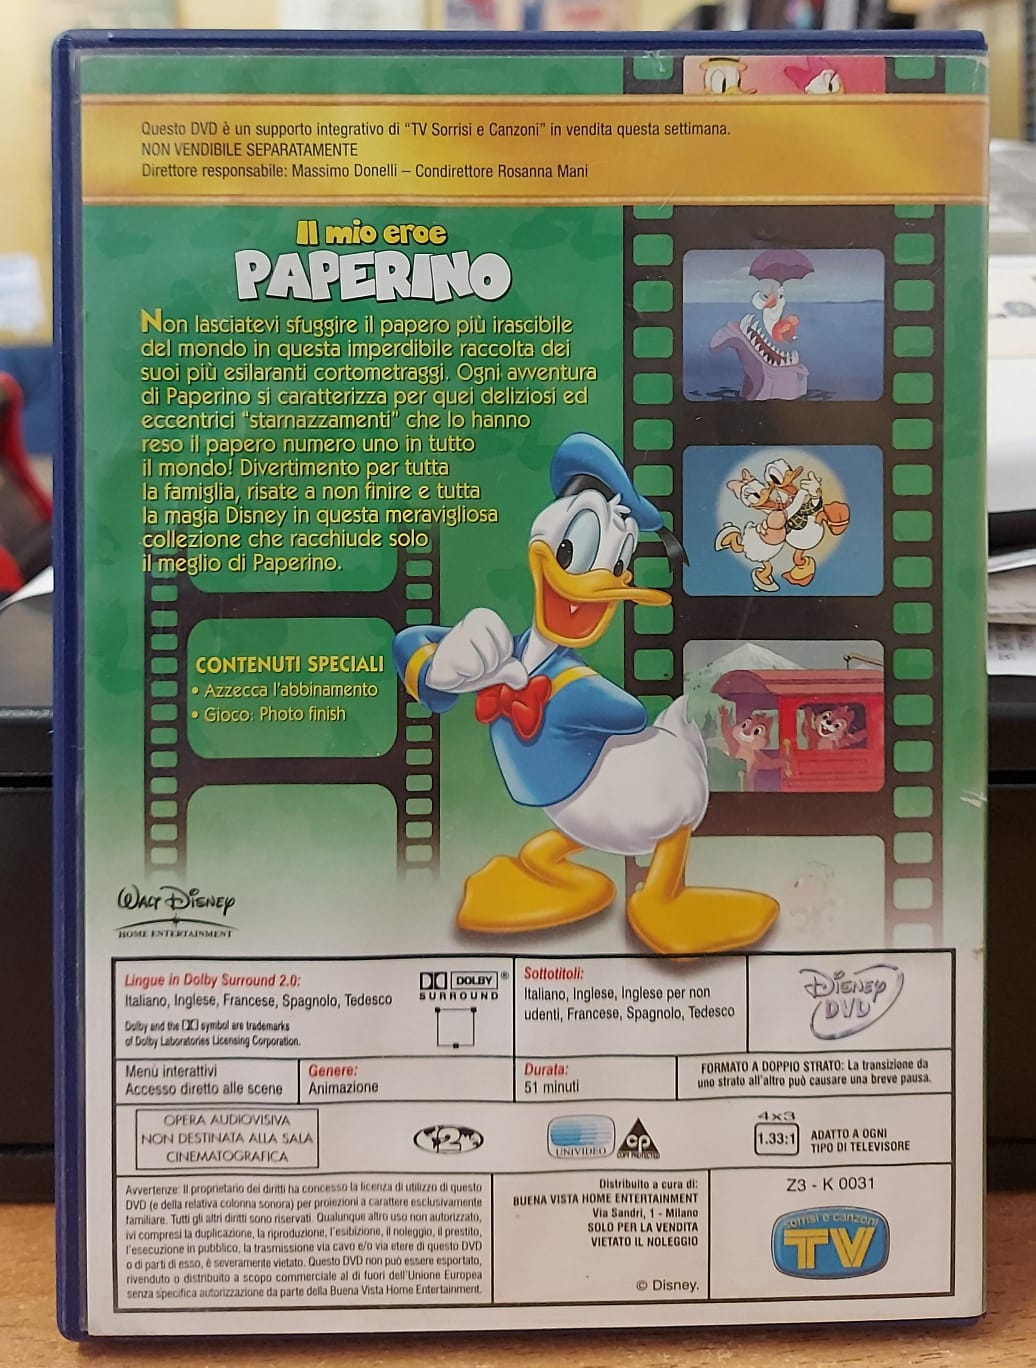 Questo DVD è un supporto integrativo di “TV Sorrisi e Canzoni” in vendita questa settimana.
NON VENDIBILE SEPARATAMENTE
Direttore responsabile: Massimo Donelli – Condirettore Rosanna Mani
Il mio eroe
PAPERINO
Non lasciatevi sfuggire il papero più irascibile
del mondo in questa imperdibile raccolta dei
suoi più esilaranti cortometraggi. Ogni avventura
di Paperino si caratterizza per quei deliziosi ed
eccentrici “starnazzamenti” che lo hanno
reso il papero numero uno in tutto
il mondo! Divertimento per tutta
la famiglia, risate a non finire e tutta
la magia Disney in questa meravigliosa
collezione che racchiude solo
il meglio di Paperino.
CONTENUTI SPECIALI
• Azzecca l'abbinamento
• Gioco: Photo finish
WALT DISNEY
HOME ENTERTAINMENT
Lingue in Dolby Surround 2.0:
Italiano, Inglese, Francese, Spagnolo, Tedesco
Dolby and the symbol are trademarks
of Dolby Laboratories Licensing Corporation.
DOLBY ®
SURROUND
Sottotitoli:
Italiano, Inglese, Inglese per non
udenti, Francese, Spagnolo, Tedesco
DISNEY
DVD
Menù interattivi
Accesso diretto alle scene
Genere:
Animazione
Durata:
51 minuti
FORMATO A DOPPIO STRATO: La transizione da
uno strato all'altro può causare una breve pausa.
OPERA AUDIOVISIVA
NON DESTINATA ALLA SALA
CINEMATOGRAFICA
2
UNIVIDEO
CP
COPY PROTECTED
4x3
1.33:1
ADATTO A OGNI
TIPO DI TELEVISORE
Avvertenze: Il proprietario dei diritti ha concesso la licenza di utilizzo di questo
DVD (e della relativa colonna sonora) per proiezioni a carattere esclusivamente
familiare. Tutti gli altri diritti sono riservati. Qualunque altro uso non autorizzato,
ivi compresi la duplicazione, la riproduzione, l'esibizione, il noleggio, il prestito,
l'esecuzione in pubblico, la trasmissione via cavo e/o via etere di questo DVD
o di parti di esso, è severamente vietato. Questo DVD non può essere esportato,
rivenduto o distribuito a scopo commerciale al di fuori dell'Unione Europea
senza specifica autorizzazione da parte della Buena Vista Home Entertainment.
Distribuito a cura di:
BUENA VISTA HOME ENTERTAINMENT
Via Sandri, 1 - Milano
SOLO PER LA VENDITA
VIETATO IL NOLEGGIO
© Disney.
Z3 - K 0031
sorrisi e canzoni
TV